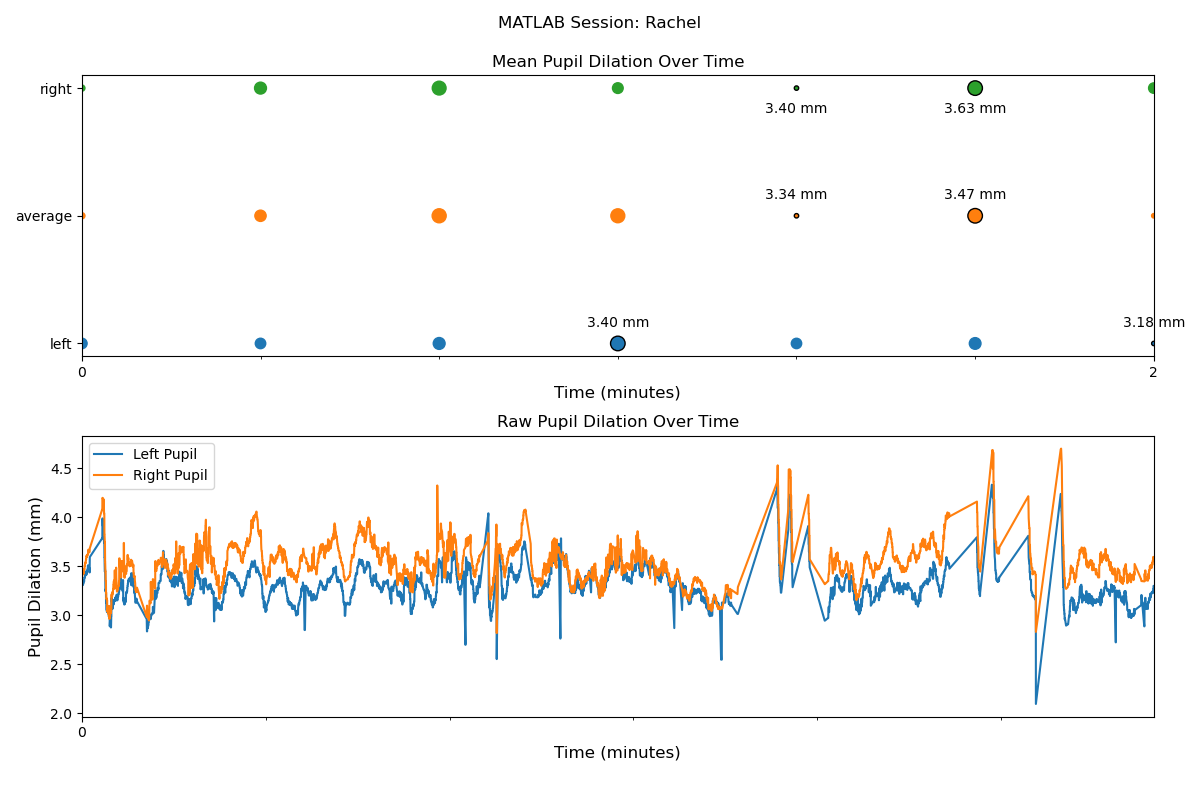 MATLAB Session: Rachel
Mean Pupil Dilation Over Time
right
3.40 mm 3.63 mm
3.34 mm 3.47 mm
average
3.40 mm 3.18 mm
left
0 2
Time (minutes)
Raw Pupil Dilation Over Time
Left Pupil
Right Pupil
4.5
4.0
3.5
3.0
2.5
2.0
Pupil Dilation (mm)
0
Time (minutes)